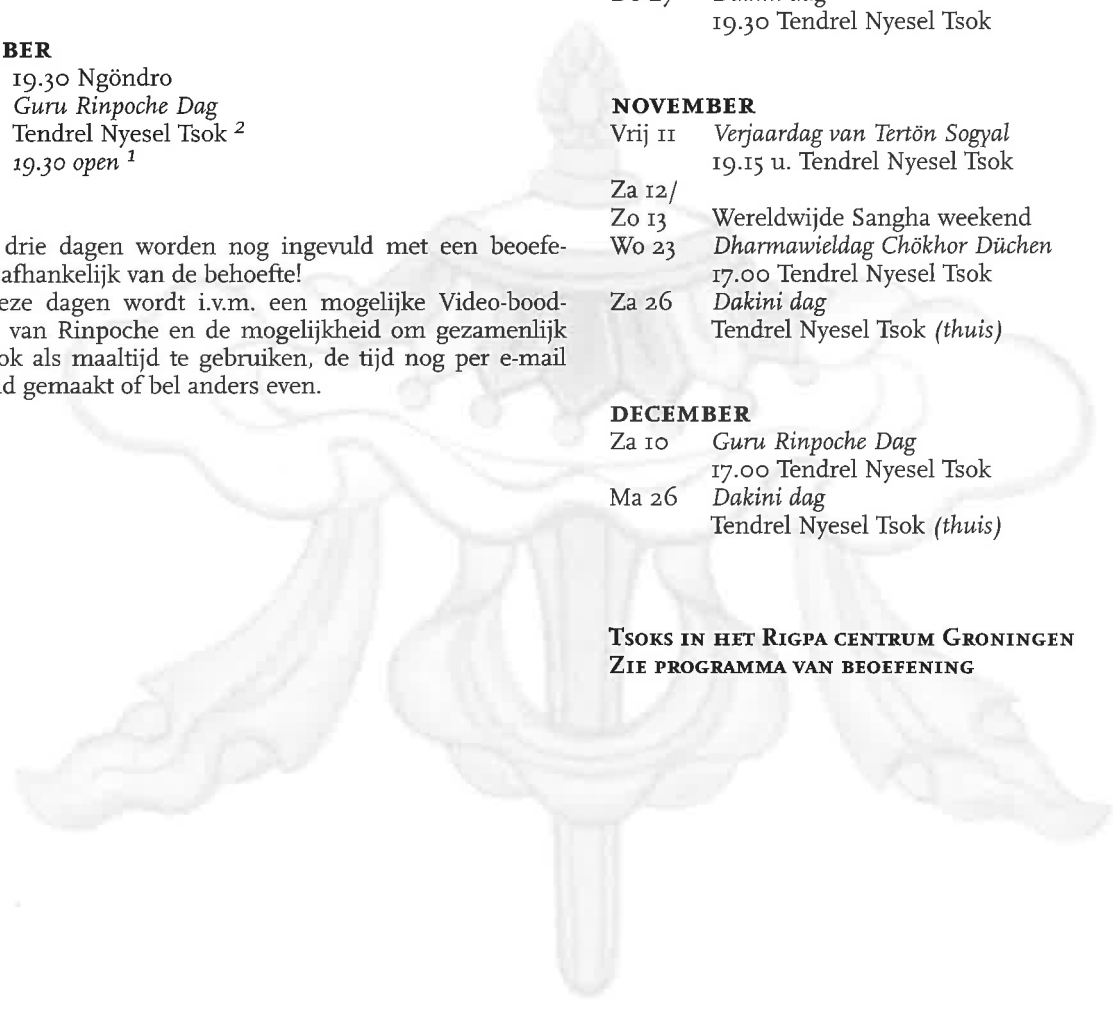 BER
19.30 Ngöndro
Guru Rinpoche Dag
Tendrel Nyesel Tsok 2
19.30 open 1
drie dagen worden nog ingevuld met een beoefe-
afhankelijk van de behoefte!
eze dagen wordt i.v.m. een mogelijke Video-bood-
van Rinpoche en de mogelijkheid om gezamenlijk
ok als maaltijd te gebruiken, de tijd nog per e-mail
d gemaakt of bel anders even.
19.30 Tendrel Nyesel Tsok
NOVEMBER
Vrij 11 Verjaardag van Tertön Sogyal
19.15 u. Tendrel Nyesel Tsok
Za 12/
Zo 13 Wereldwijde Sangha weekend
Wo 23 Dharmawieldag Chökhor Düchen
17.00 Tendrel Nyesel Tsok
Za 26 Dakini dag
Tendrel Nyesel Tsok (thuis)
DECEMBER
Za 10 Guru Rinpoche Dag
17.00 Tendrel Nyesel Tsok
Ma 26 Dakini dag
Tendrel Nyesel Tsok (thuis)
Tsoks in het Rigpa centrum Groningen
Zie programma van beoefening